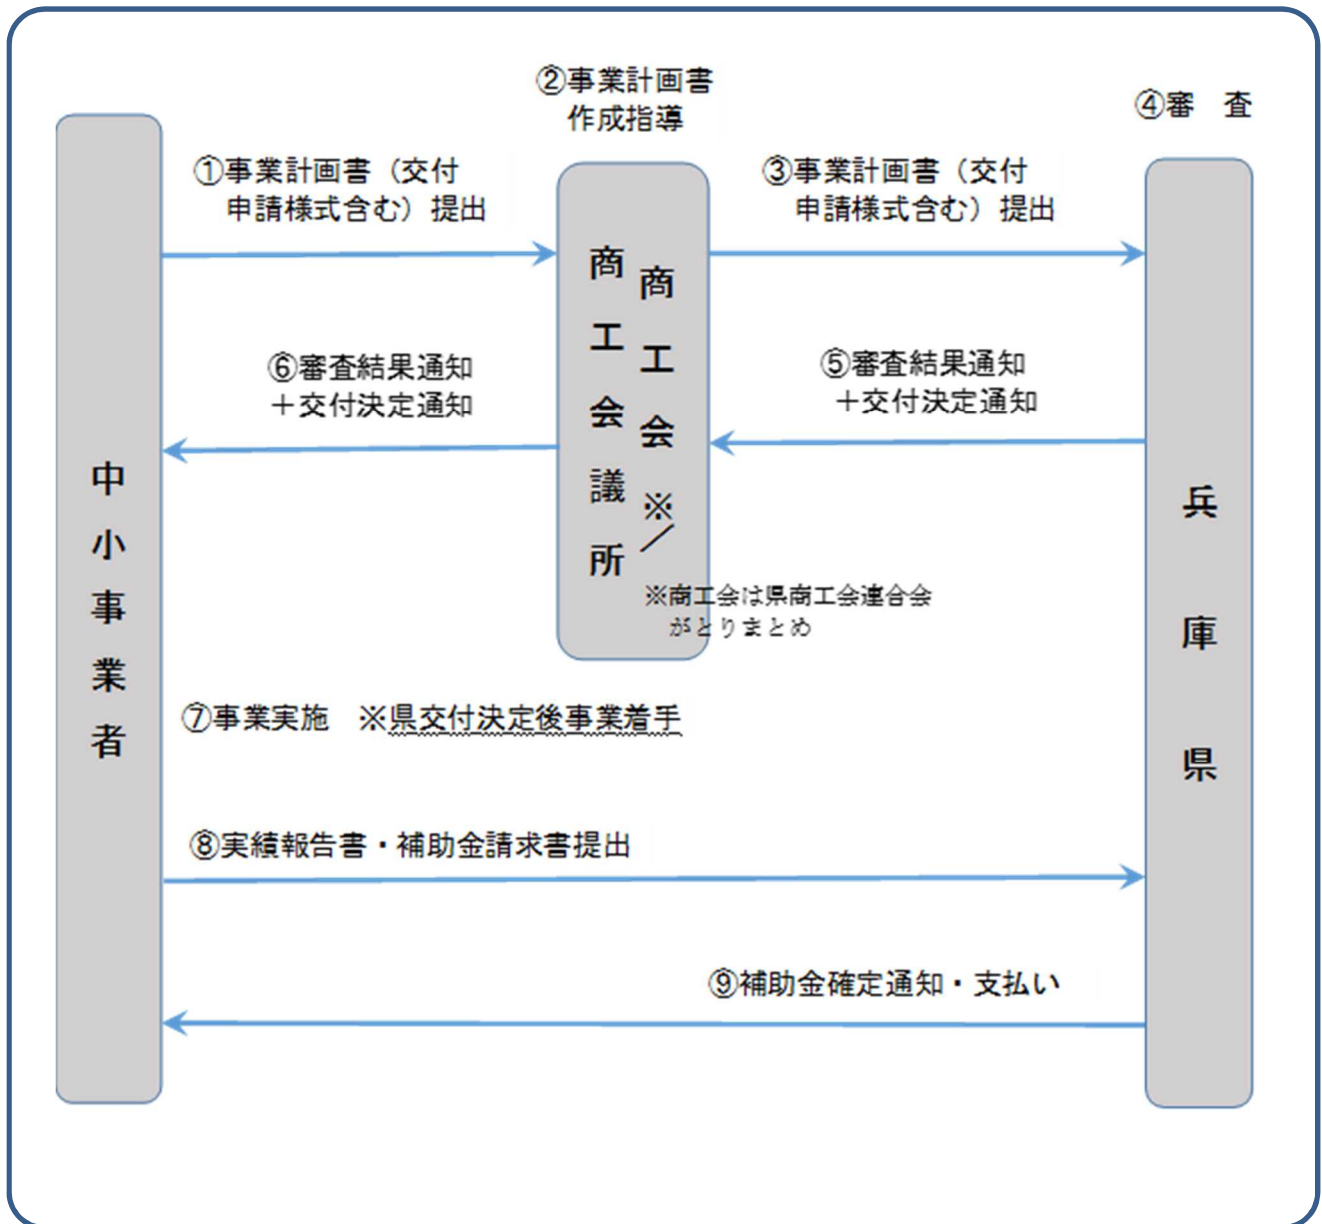 ①事業計画書（交付
申請様式含む）提出
②事業計画書
作成指導
③事業計画書（交付
申請様式含む）提出
④審　査
⑤審査結果通知
＋交付決定通知
⑥審査結果通知
＋交付決定通知
中小事業者
商工会※／
商工会議所
※商工会は県商工会連合会
がとりまとめ
兵庫県
⑦事業実施　※県交付決定後事業着手
⑧実績報告書・補助金請求書提出
⑨補助金確定通知・支払い